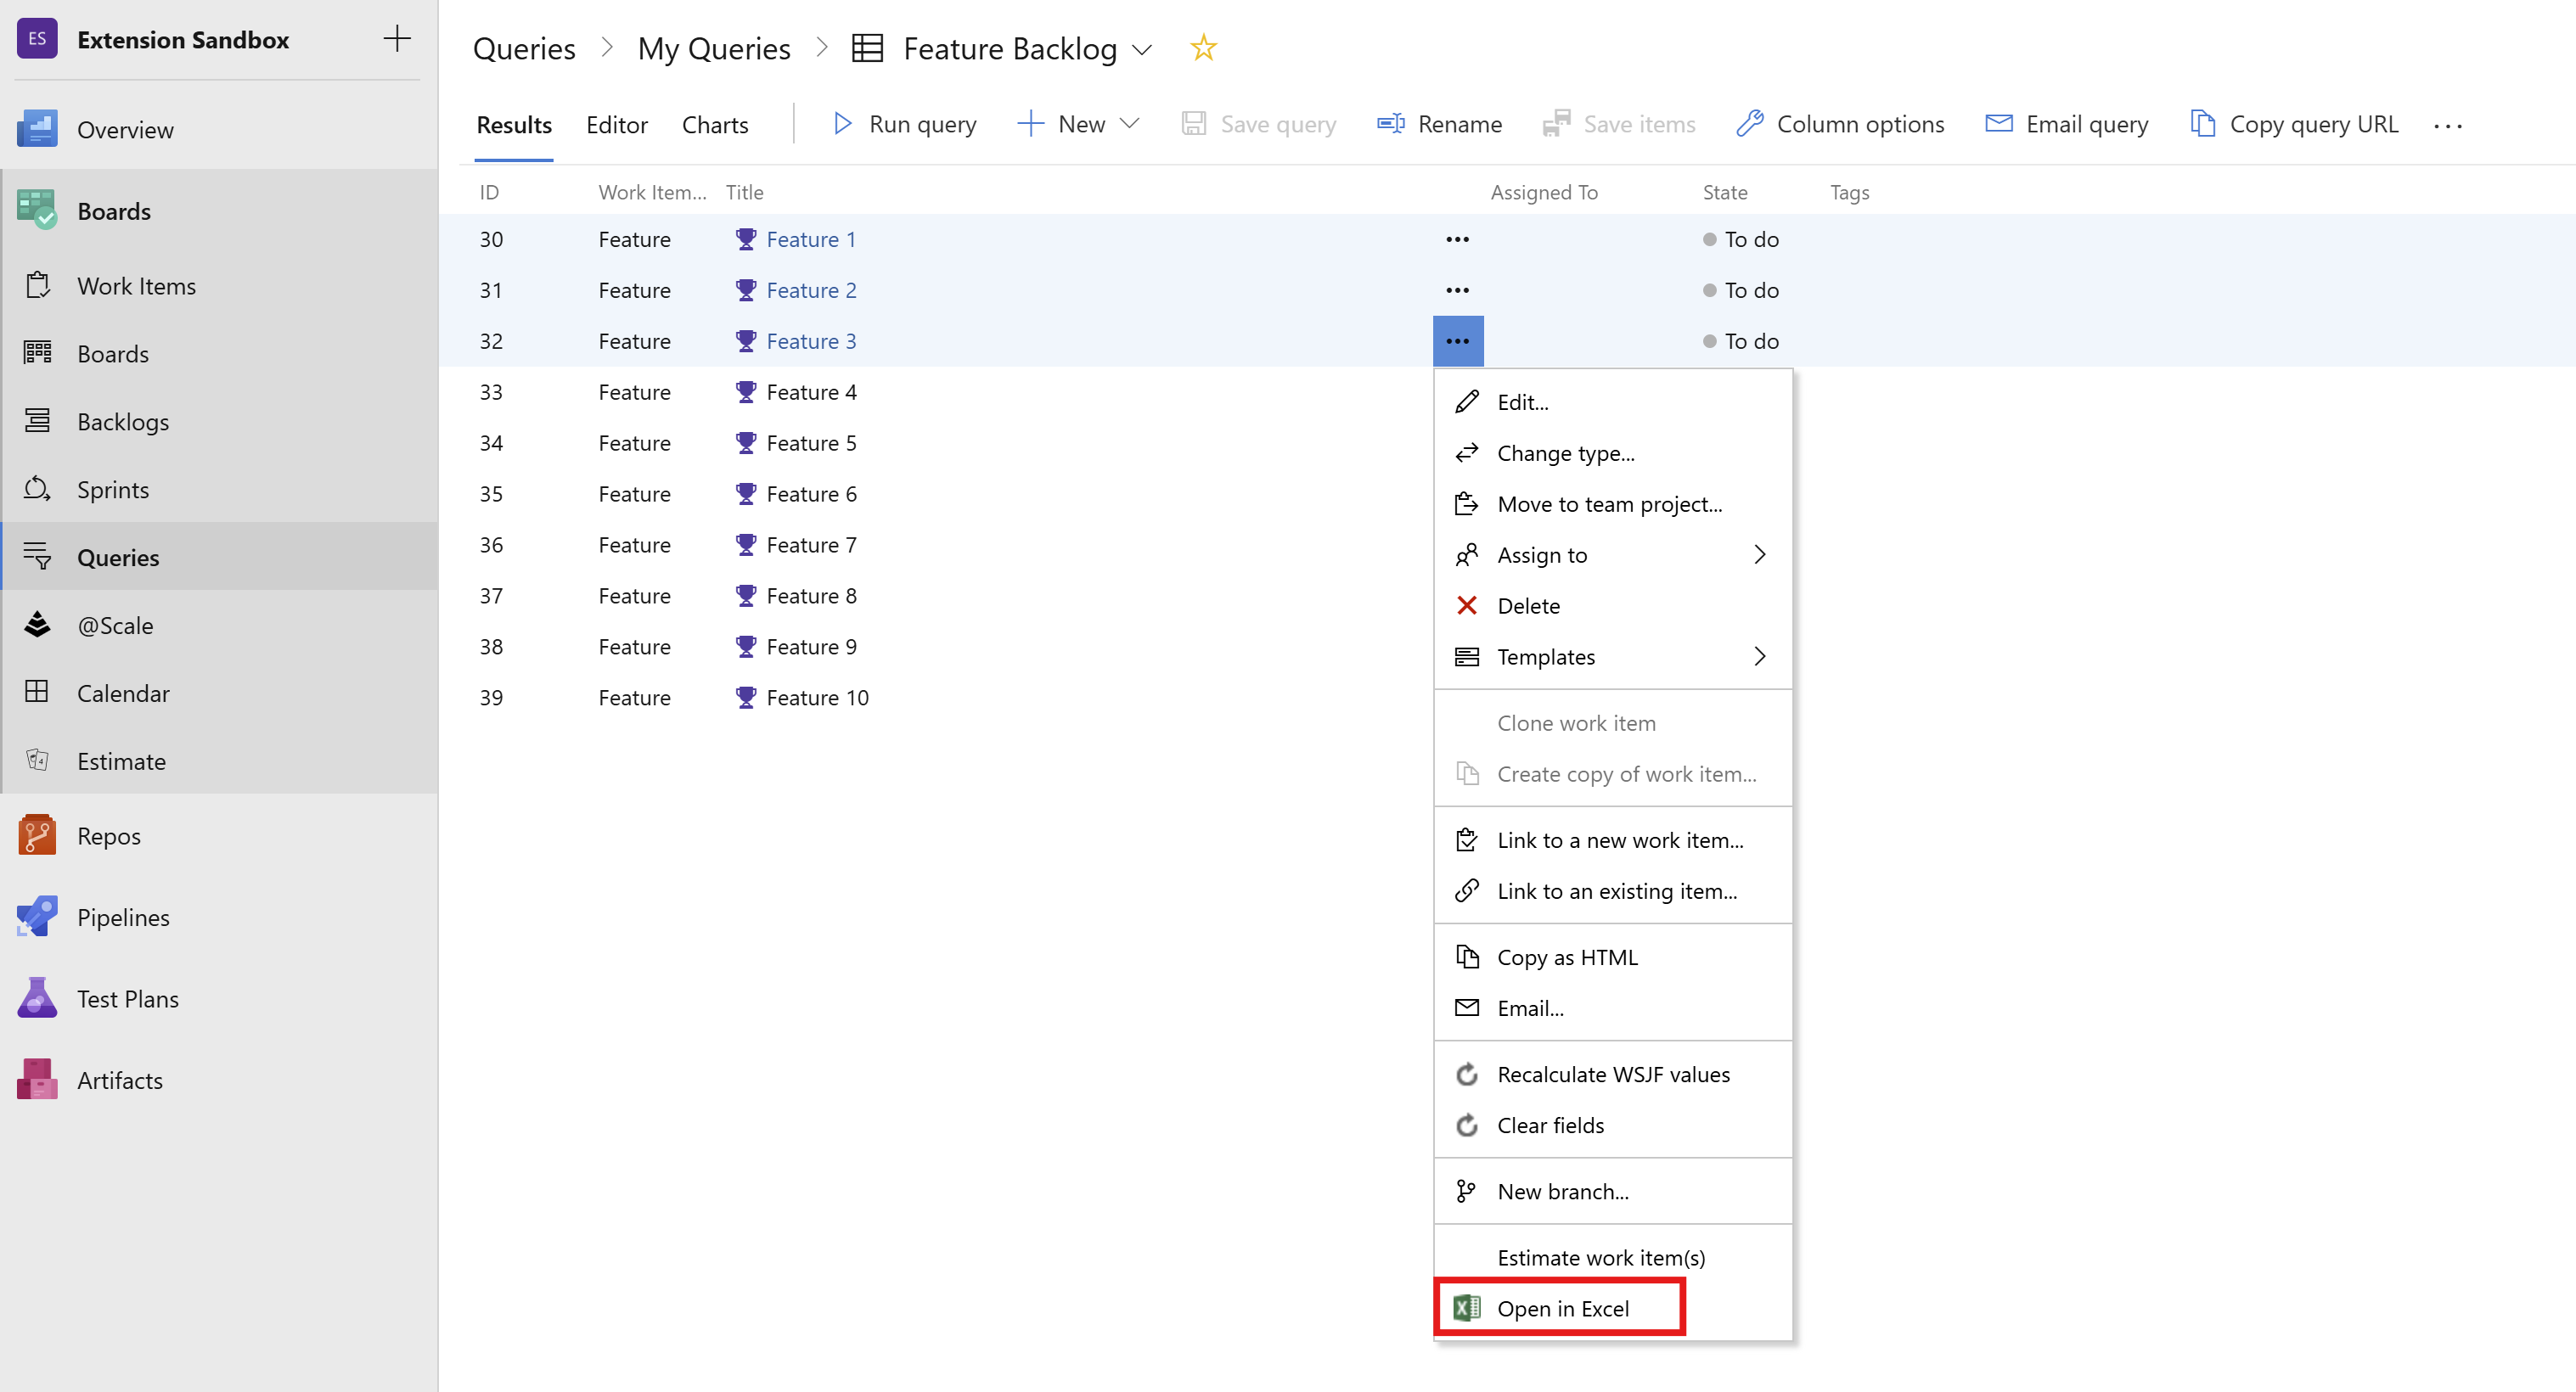 ES Extension Sandbox
Overview
Boards
Work Items
Boards
Backlogs
Sprints
Queries
@Scale
Calendar
Estimate
Repos
Pipelines
Test Plans
Artifacts
Queries > My Queries > Feature Backlog
Results Editor Charts Run query New Save query Rename Save items Column options Email query Copy query URL ...
ID Work Item... Title Assigned To State Tags
30 Feature Feature 1 ... To do
31 Feature Feature 2 ... To do
32 Feature Feature 3 ... To do
33 Feature Feature 4
34 Feature Feature 5
35 Feature Feature 6
36 Feature Feature 7
37 Feature Feature 8
38 Feature Feature 9
39 Feature Feature 10
Edit...
Change type...
Move to team project...
Assign to
Delete
Templates
Clone work item
Create copy of work item...
Link to a new work item...
Link to an existing item...
Copy as HTML
Email...
Recalculate WSJF values
Clear fields
New branch...
Estimate work item(s)
Open in Excel